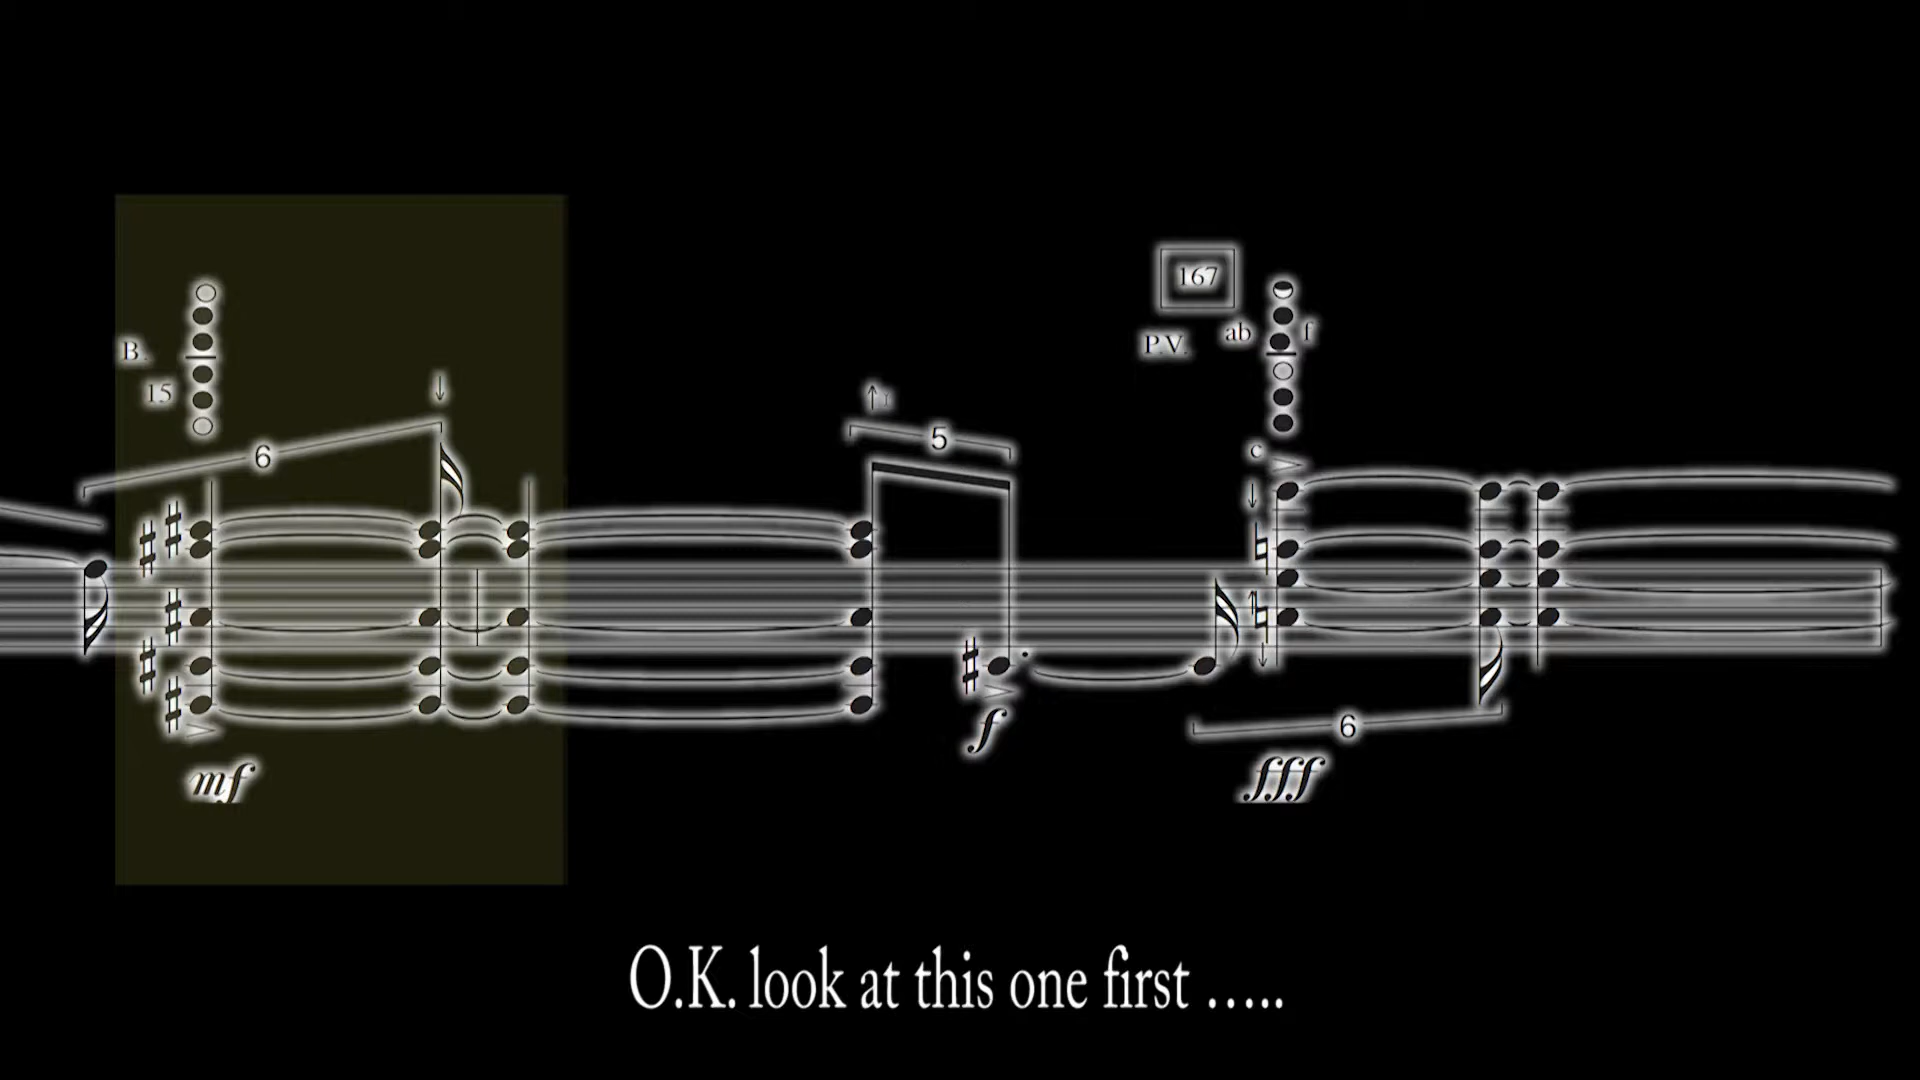 B.
15
6
mf
5
f
167
P.V.
ab
f
c
6
fff
O.K. look at this one first …..